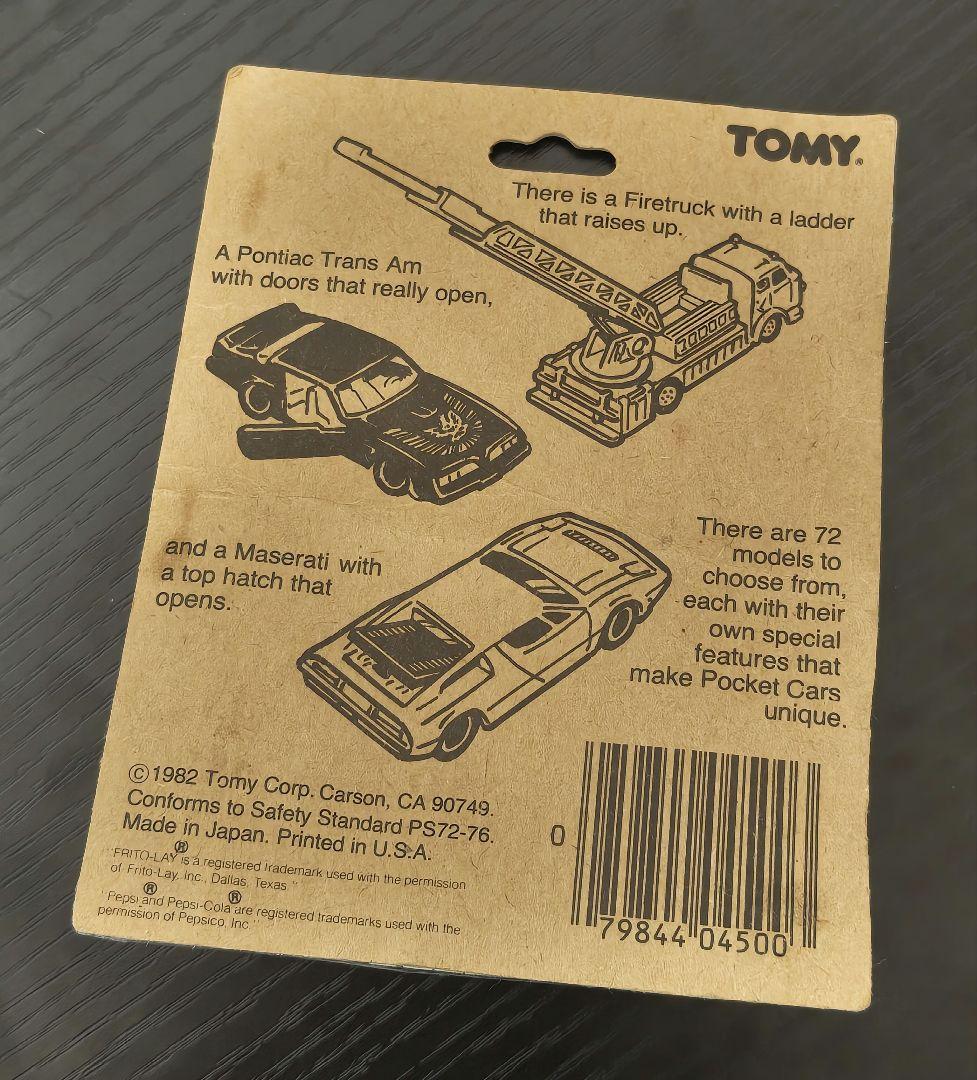 TOMY®
There is a Firetruck with a ladder
that raises up.
A Pontiac Trans Am
with doors that really open,
and a Maserati with
a top hatch that
opens.
There are 72
models to
choose from,
each with their
own special
features that
make Pocket Cars
unique.
©1982 Tomy Corp. Carson, CA 90749.
Conforms to Safety Standard PS72-76.
Made in Japan. Printed in U.S.A.
"FRITO-LAY® is a registered trademark used with the permission
of Frito-Lay, Inc., Dallas, Texas."
"Pepsi® and Pepsi-Cola® are registered trademarks used with the
permission of Pepsico, Inc."
0 79844 04500